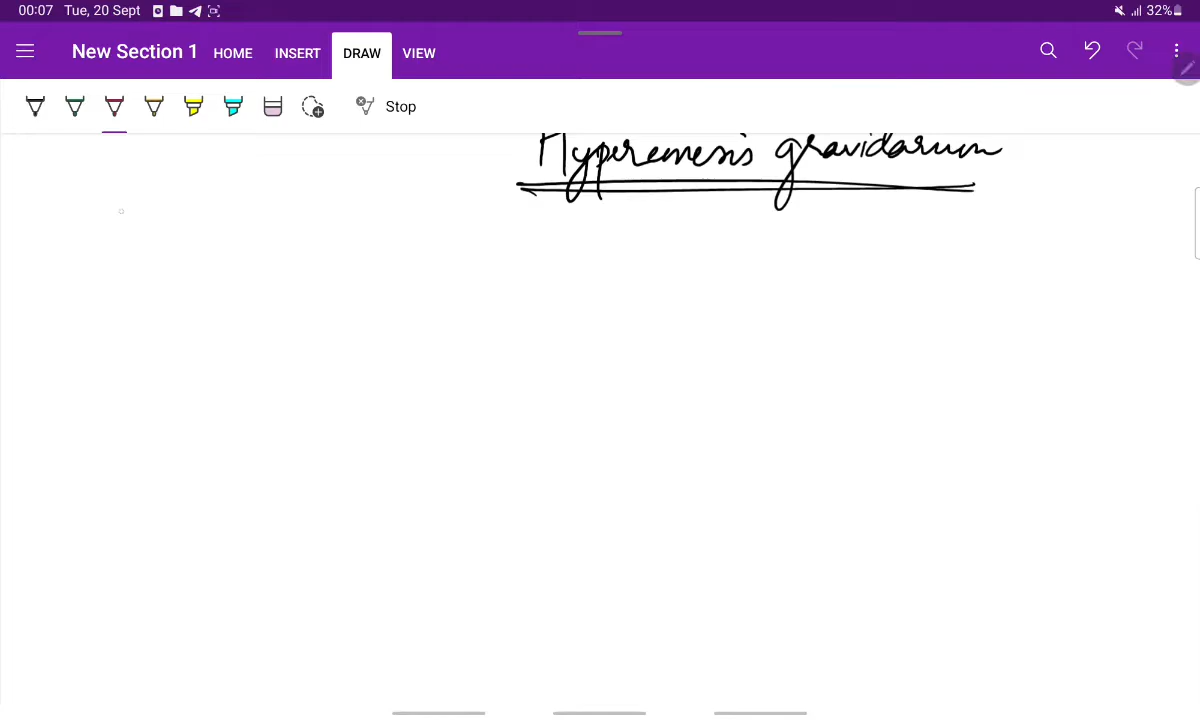 00:07 Tue, 20 Sept 32%
New Section 1 HOME INSERT DRAW VIEW
Stop
Hyperemesis gravidarum